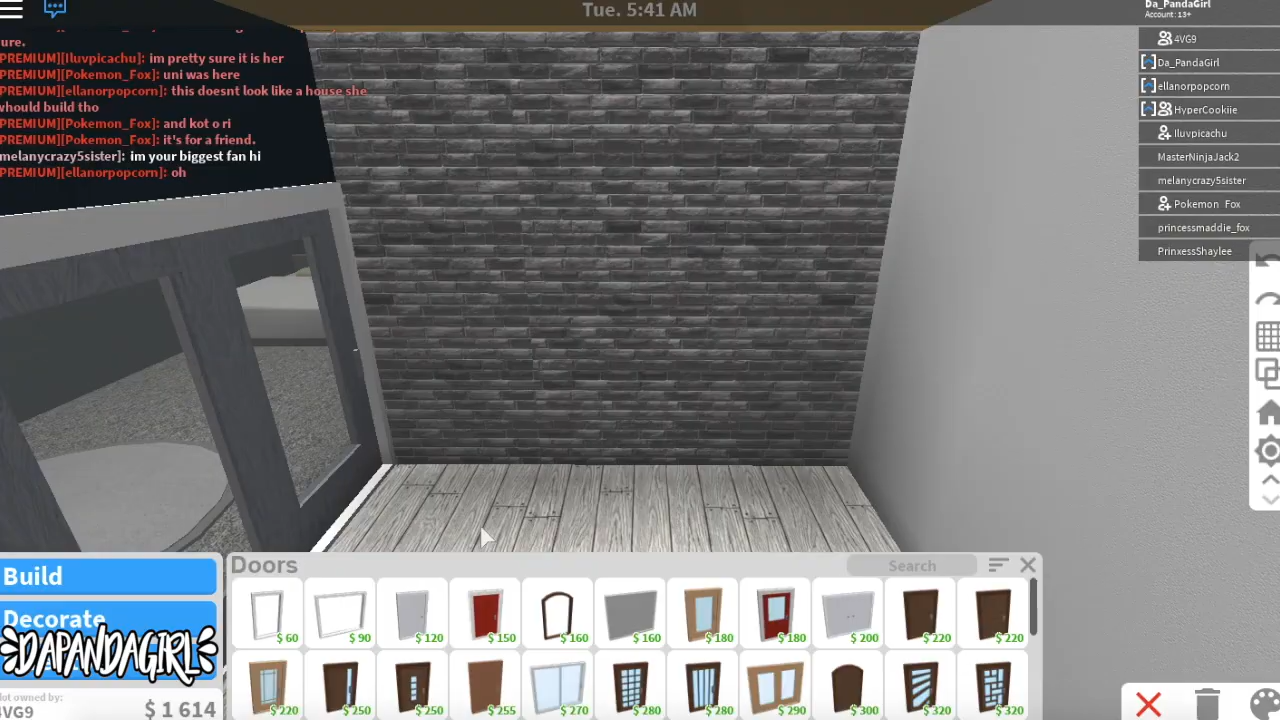 Tue. 5:41 AM
ure.
PREMIUM][Iluvpicachu]: im pretty sure it is her
PREMIUM][Pokemon_Fox]: uni was here
PREMIUM][ellanorpopcorn]: this doesnt look like a house she
whould build tho
PREMIUM][Pokemon_Fox]: and kot o ri
PREMIUM][Pokemon_Fox]: it's for a friend.
melanycrazy5sister]: im your biggest fan hi
PREMIUM][ellanorpopcorn]: oh
Da_PandaGirl
Account: 13+
4VG9
Da_PandaGirl
ellanorpopcorn
HyperCookiie
Iluvpicachu
MasterNinjaJack2
melanycrazy5sister
Pokemon_Fox
princessmaddie_fox
PrinxessShaylee
Build
Decorate
DAPANDAGIRL
lot owned by:
4VG9
$ 1 614
Doors
Search
$ 60 $ 90 $ 120 $ 150 $ 160 $ 160 $ 180 $ 180 $ 200 $ 220 $ 220
$ 220 $ 250 $ 250 $ 255 $ 270 $ 280 $ 280 $ 290 $ 300 $ 320 $ 320